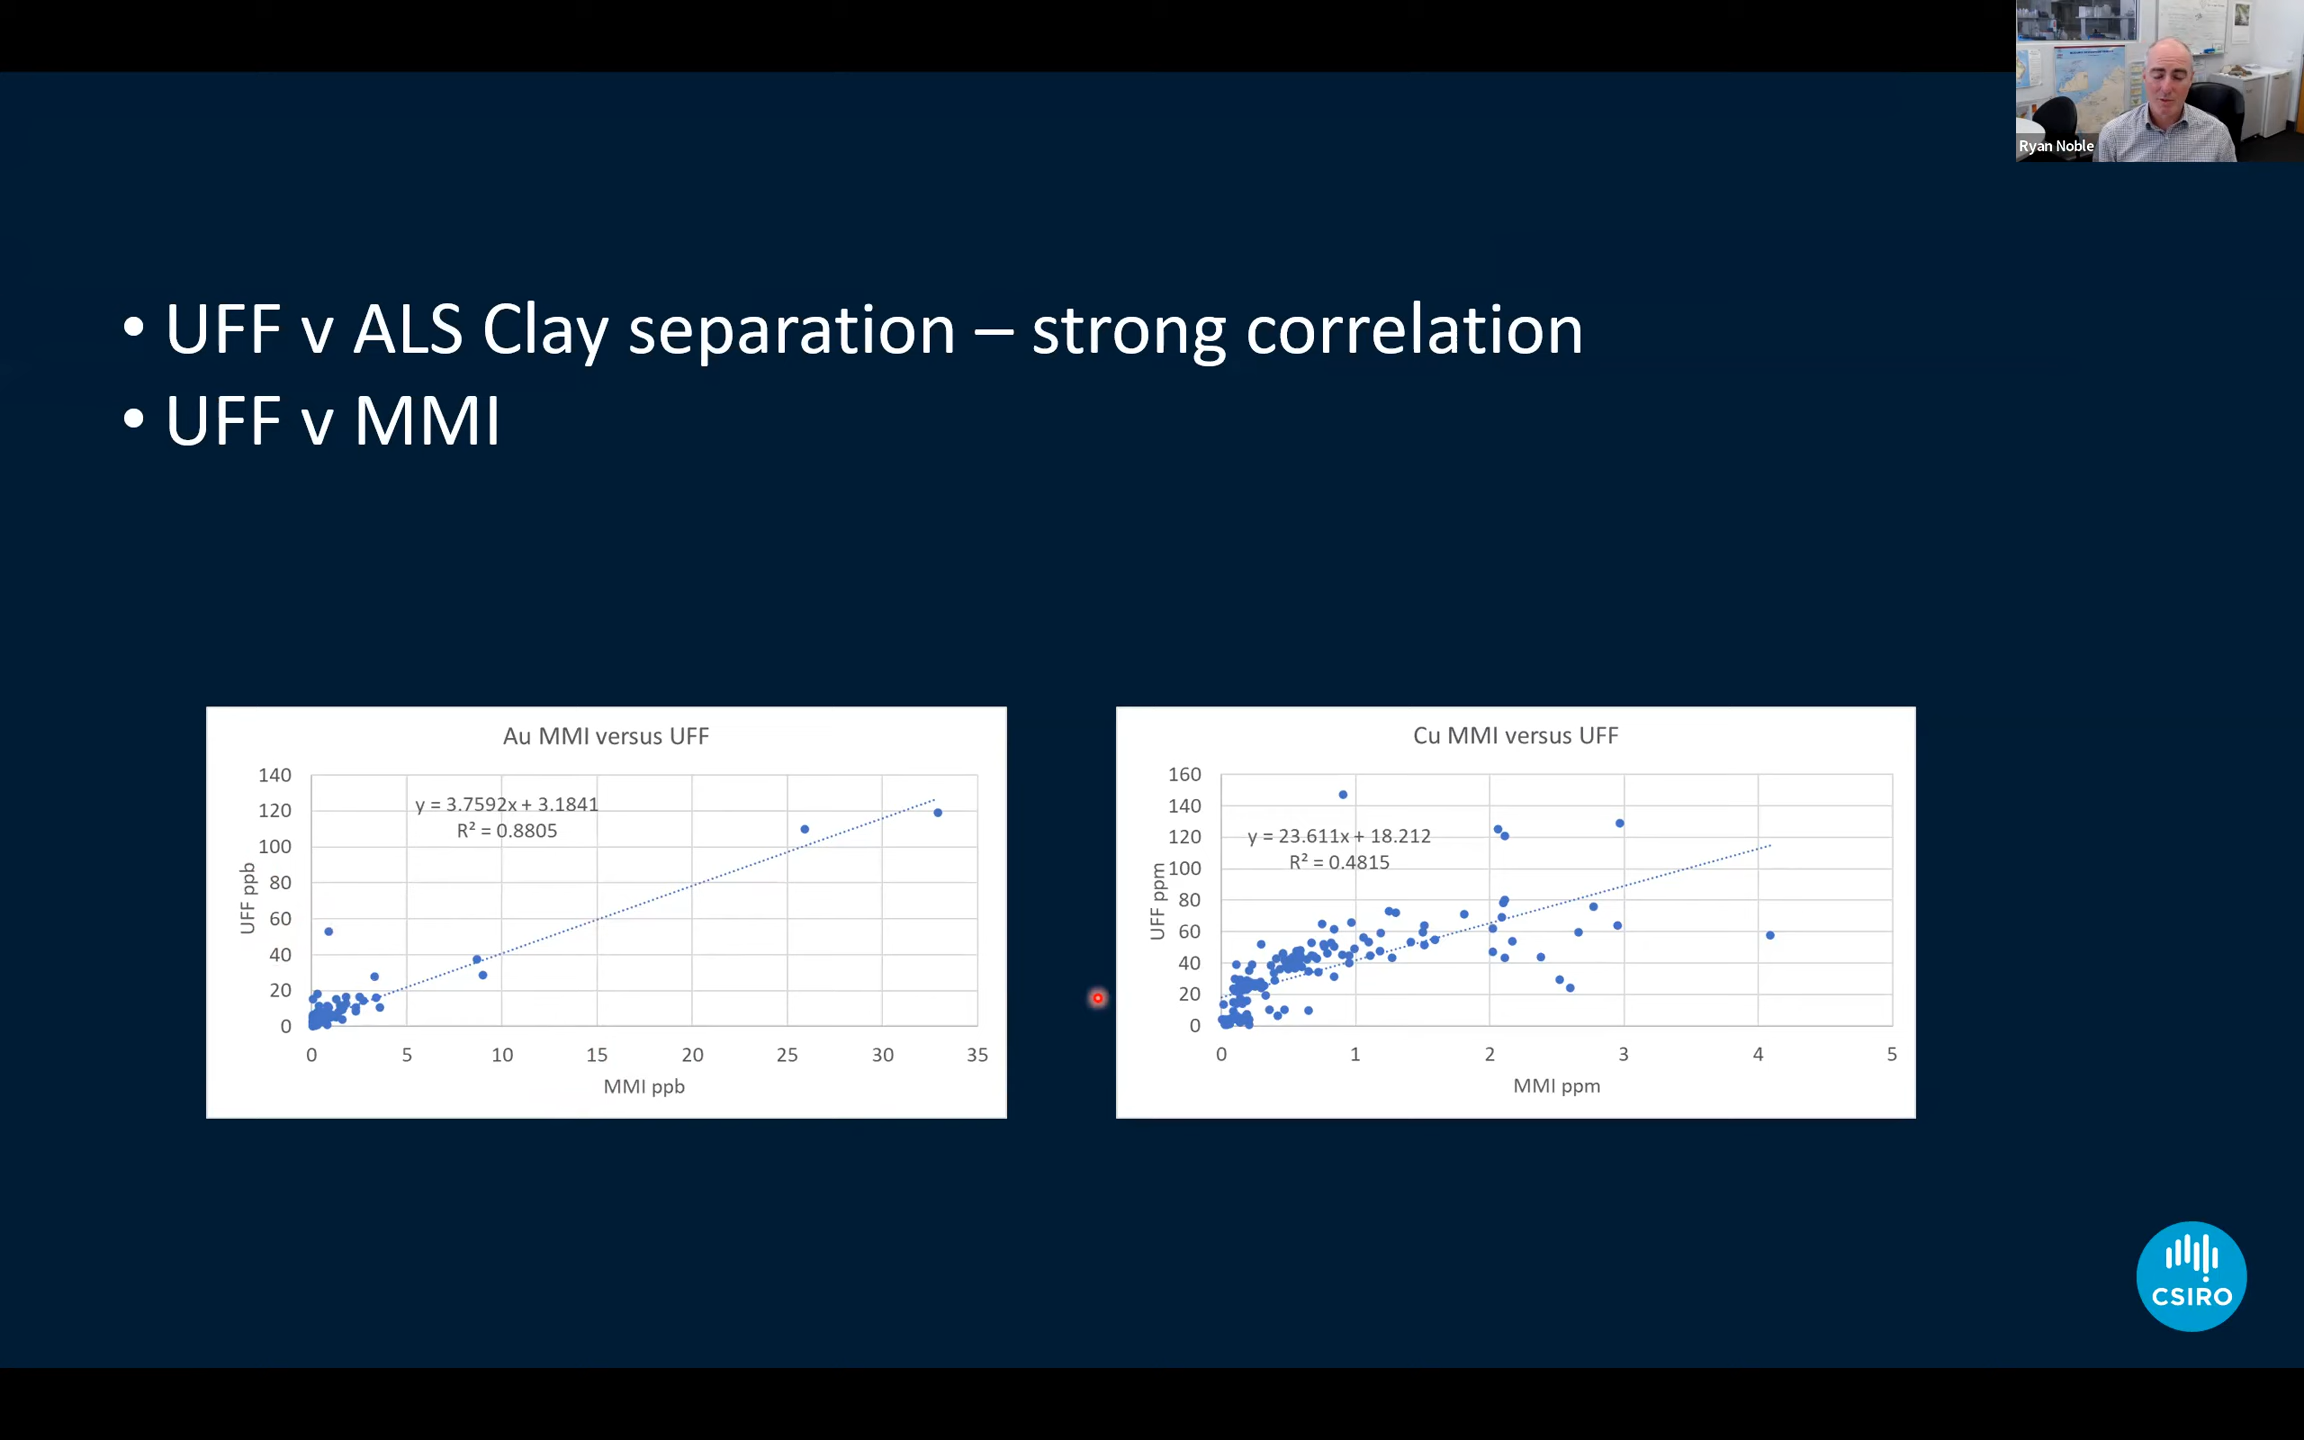 Ryan Noble
• UFF v ALS Clay separation – strong correlation
• UFF v MMI
Au MMI versus UFF
140
120
100
80
60
40
20
0
UFF ppb
y = 3.7592x + 3.1841
R² = 0.8805
0 5 10 15 20 25 30 35
MMI ppb
Cu MMI versus UFF
160
140
120
100
80
60
40
20
0
UFF ppm
y = 23.611x + 18.212
R² = 0.4815
0 1 2 3 4 5
MMI ppm
CSIRO